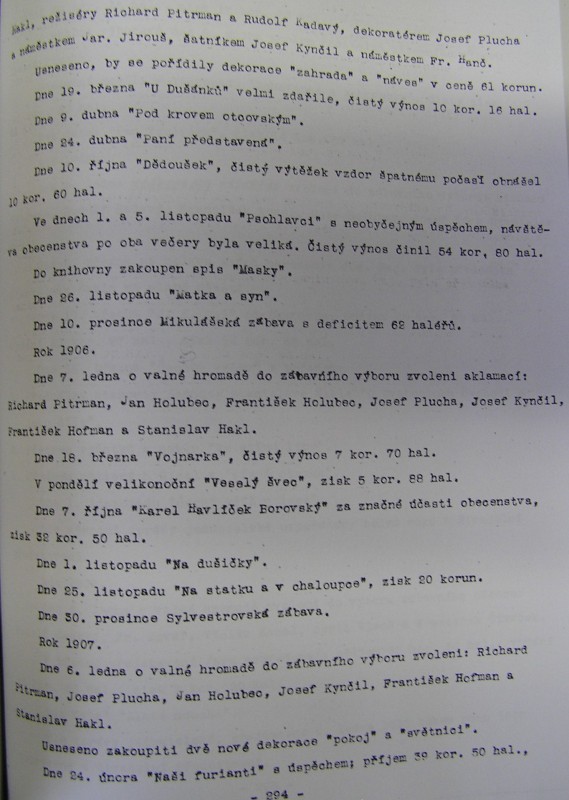 Hakl, režiséry Richard Pitrman a Rudolf Kadavý, dekoratérem Josef Plucha
a náměstkem Jar. Jirouš, šatníkem Josef Kynčil a náměstkem Fr. Hanč.
Usneseno, by se pořídily dekorace "zahrada" a "náves" v ceně 61 korun.
Dne 19. března "U Dušánků" velmi zdařile, čistý výnos 10 kor. 16 hal.
Dne 9. dubna "Pod krovem otcovským".
Dne 24. dubna "Paní představená".
Dne 10. října "Dědoušek", čistý výtěžek vzdor špatnému počasí obnášel
10 kor. 60 hal.
Ve dnech 1. a 5. listopadu "Psohlavci" s neobyčejným úspěchem, návště-
va obecenstva po oba večery byla veliká. Čistý výnos činil 54 kor, 80 hal.
Do knihovny zakoupen spis "Masky".
Dne 26. listopadu "Matka a syn".
Dne 10. prosince Mikulášská zábava s deficitem 62 haléřů.
Rok 1906.
Dne 7. ledna o valné hromadě do zábavního výboru zvoleni aklamací:
Richard Pitrman, Jan Holubec, František Holubec, Josef Plucha, Josef Kynčil,
František Hofman a Stanislav Hakl.
Dne 18. března "Vojnarka", čistý výnos 7 kor. 70 hal.
V pondělí velikonoční "Veselý švec", zisk 5 kor. 88 hal.
Dne 7. října "Karel Havlíček Borovský" za značné účasti obecenstva,
zisk 32 kor. 50 hal.
Dne 1. listopadu "Na dušičky".
Dne 25. listopadu "Na statku a v chaloupce", zisk 20 korun.
Dne 30. prosince Sylvestrovská zábava.
Rok 1907.
Dne 6. ledna o valné hromadě do zábavního výboru zvoleni: Richard
Pitrman, Josef Plucha, Jan Holubec, Josef Kynčil, František Hofman a
Stanislav Hakl.
Usneseno zakoupiti dvě nové dekorace "pokoj" a "světnici".
Dne 24. února "Naši furianti" s úspěchem; příjem 39 kor. 50 hal.,
- 294 -